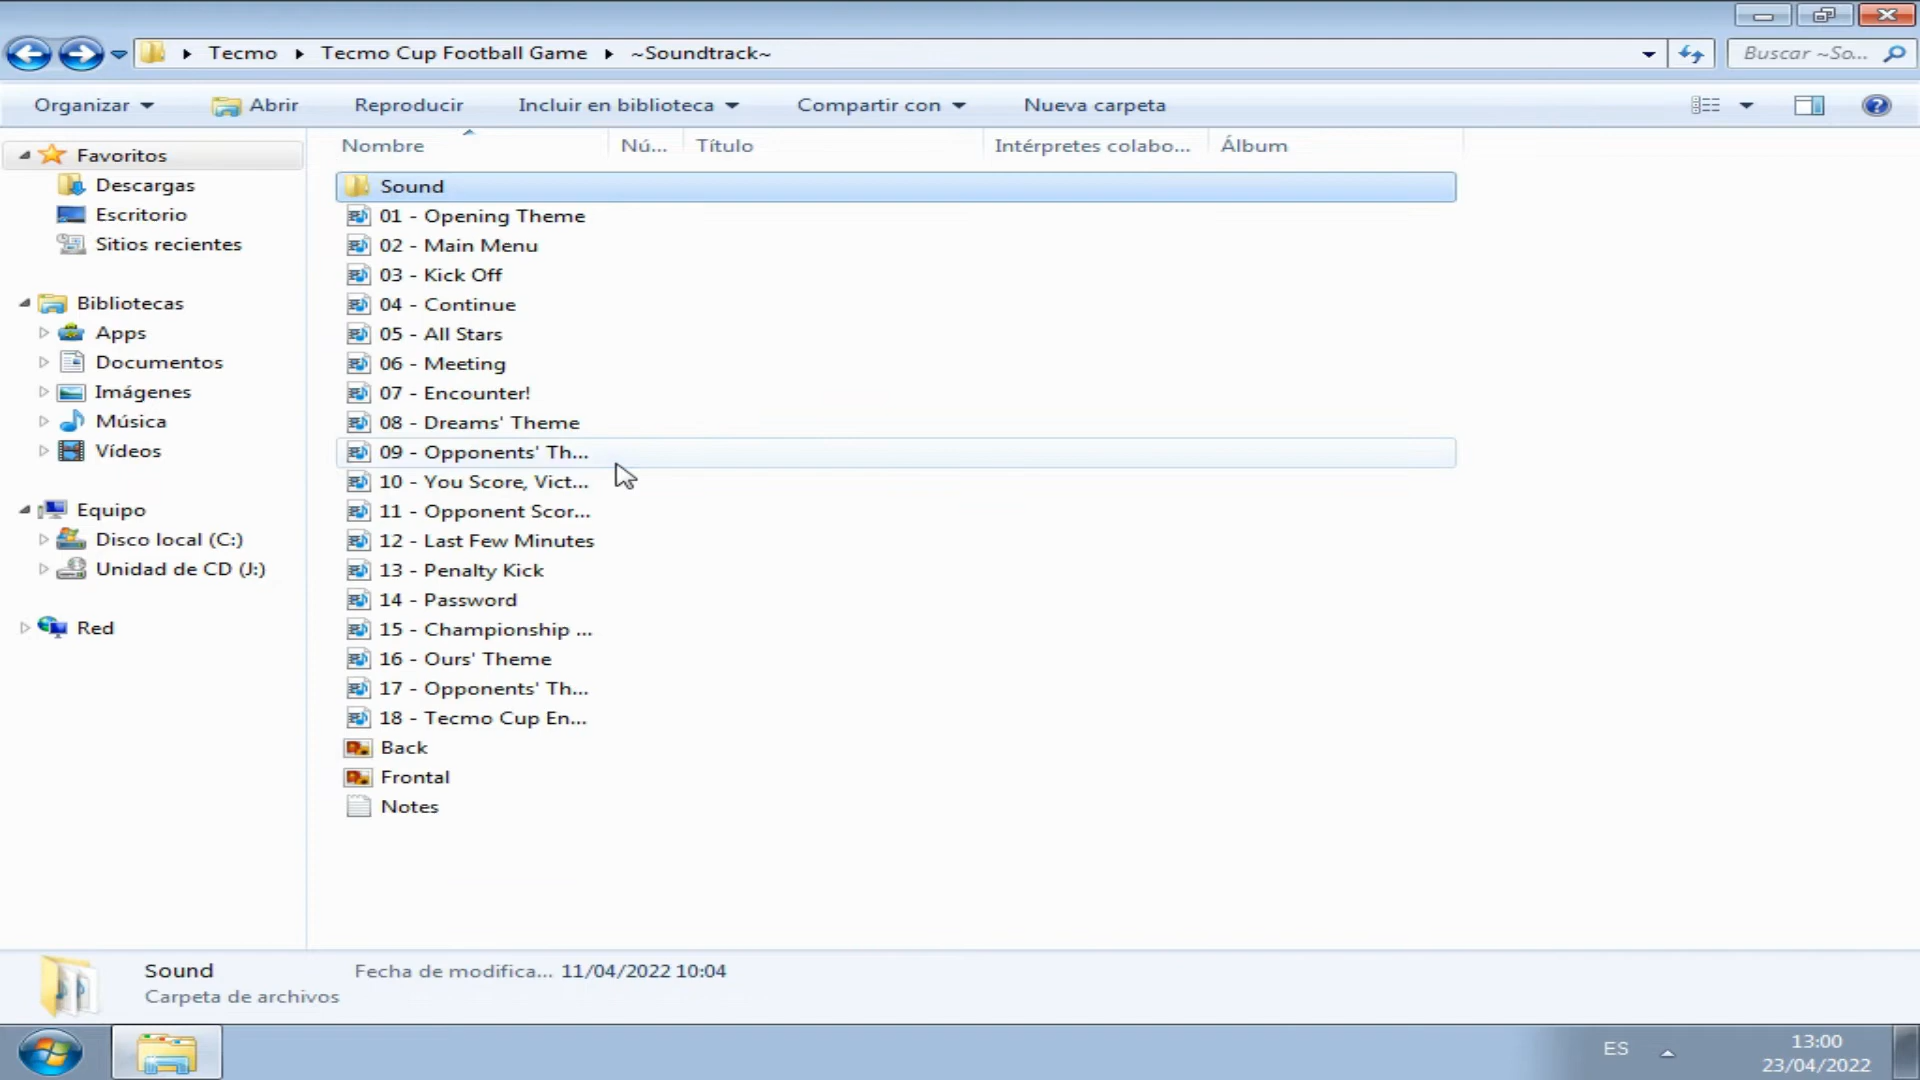 Tecmo Tecmo Cup Football Game ~Soundtrack~ Buscar ~So...
Organizar Abrir Reproducir Incluir en biblioteca Compartir con Nueva carpeta
Nombre Nú... Título Intérpretes colabo... Álbum
Favoritos
Descargas
Escritorio
Sitios recientes
Bibliotecas
Apps
Documentos
Imágenes
Música
Vídeos
Equipo
Disco local (C:)
Unidad de CD (J:)
Red
Sound
01 - Opening Theme
02 - Main Menu
03 - Kick Off
04 - Continue
05 - All Stars
06 - Meeting
07 - Encounter!
08 - Dreams' Theme
09 - Opponents' Th...
10 - You Score, Vict...
11 - Opponent Scor...
12 - Last Few Minutes
13 - Penalty Kick
14 - Password
15 - Championship ...
16 - Ours' Theme
17 - Opponents' Th...
18 - Tecmo Cup En...
Back
Frontal
Notes
Sound Fecha de modifica... 11/04/2022 10:04
Carpeta de archivos
ES 13:00
23/04/2022